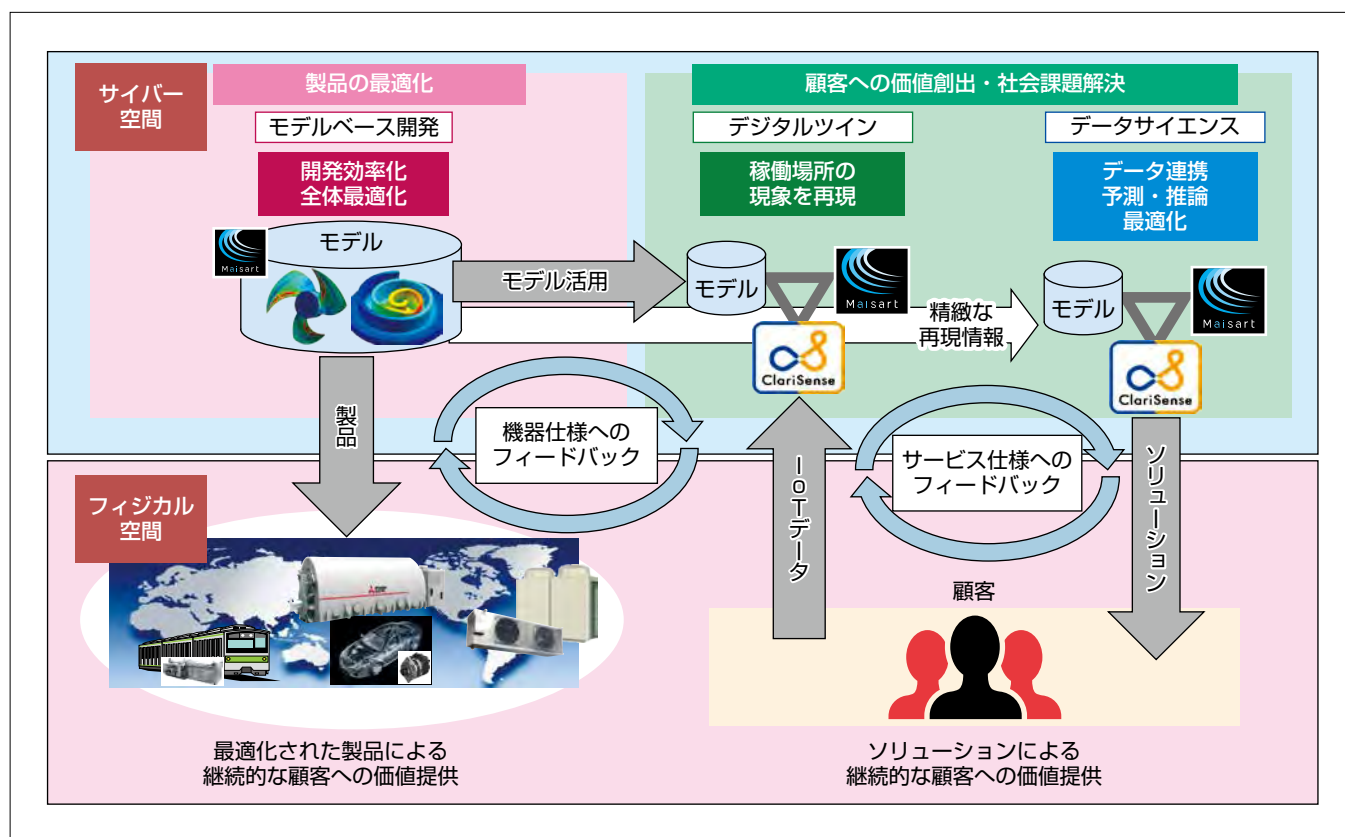 サイバー
空間
製品の最適化
モデルベース開発
開発効率化
全体最適化
モデル
Maisart
モデル活用
顧客への価値創出・社会課題解決
デジタルツイン
稼働場所の
現象を再現
モデル
Maisart
ClariSense
精緻な
再現情報
データサイエンス
データ連携
予測・推論
最適化
モデル
Maisart
ClariSense
製品
機器仕様への
フィードバック
IOTデータ
サービス仕様への
フィードバック
ソリューション
フィジカル
空間
顧客
最適化された製品による
継続的な顧客への価値提供
ソリューションによる
継続的な顧客への価値提供